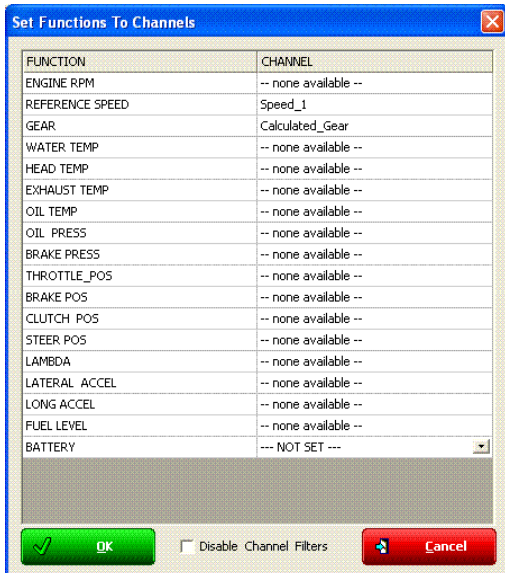 Set Functions To Channels
FUNCTION CHANNEL
ENGINE RPM -- none available --
REFERENCE SPEED Speed_1
GEAR Calculated_Gear
WATER TEMP -- none available --
HEAD TEMP -- none available --
EXHAUST TEMP -- none available --
OIL TEMP -- none available --
OIL PRESS -- none available --
BRAKE PRESS -- none available --
THROTTLE_POS -- none available --
BRAKE POS -- none available --
CLUTCH POS -- none available --
STEER POS -- none available --
LAMBDA -- none available --
LATERAL ACCEL -- none available --
LONG ACCEL -- none available --
FUEL LEVEL -- none available --
BATTERY --- NOT SET ---
OK Disable Channel Filters Cancel